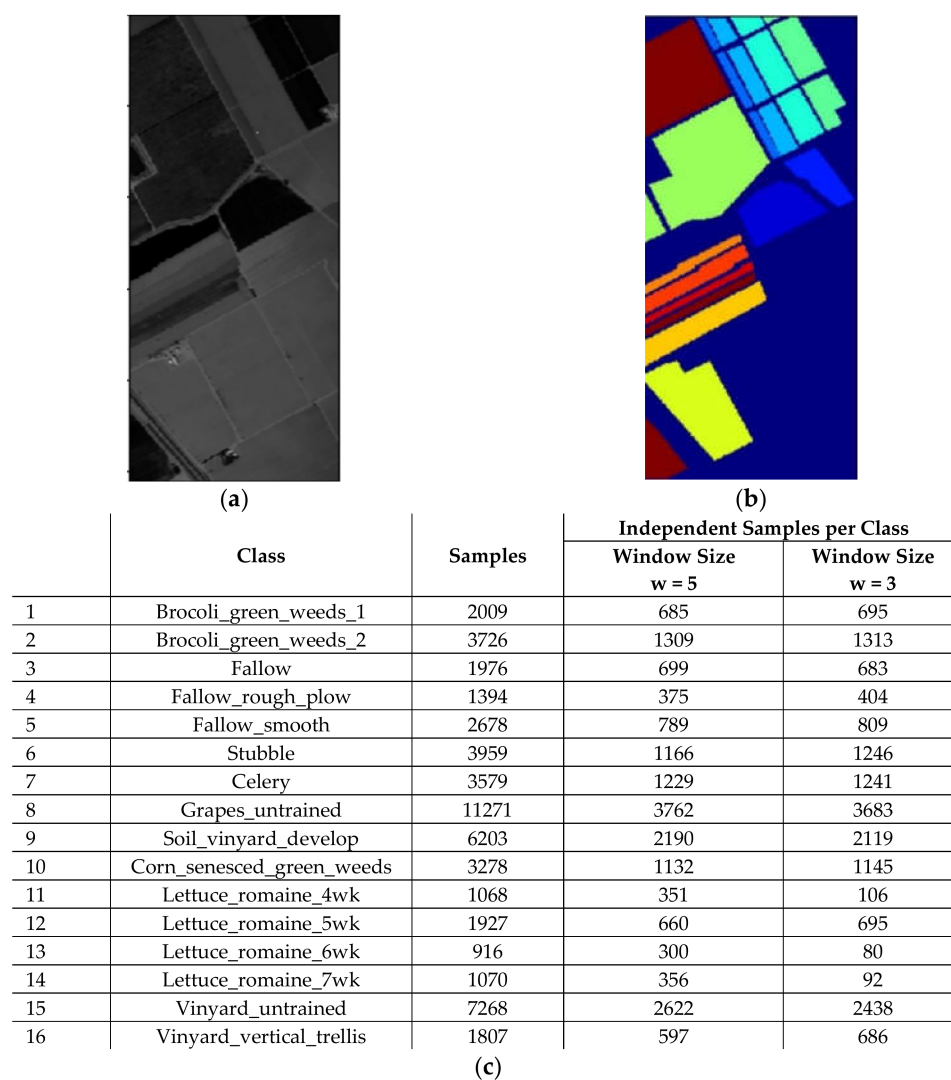 (a) (b)
Independent Samples per Class
Class Samples Window Size Window Size
w = 5 w = 3
1 Brocoli_green_weeds_1 2009 685 695
2 Brocoli_green_weeds_2 3726 1309 1313
3 Fallow 1976 699 683
4 Fallow_rough_plow 1394 375 404
5 Fallow_smooth 2678 789 809
6 Stubble 3959 1166 1246
7 Celery 3579 1229 1241
8 Grapes_untrained 11271 3762 3683
9 Soil_vinyard_develop 6203 2190 2119
10 Corn_senesced_green_weeds 3278 1132 1145
11 Lettuce_romaine_4wk 1068 351 106
12 Lettuce_romaine_5wk 1927 660 695
13 Lettuce_romaine_6wk 916 300 80
14 Lettuce_romaine_7wk 1070 356 92
15 Vinyard_untrained 7268 2622 2438
16 Vinyard_vertical_trellis 1807 597 686
(c)